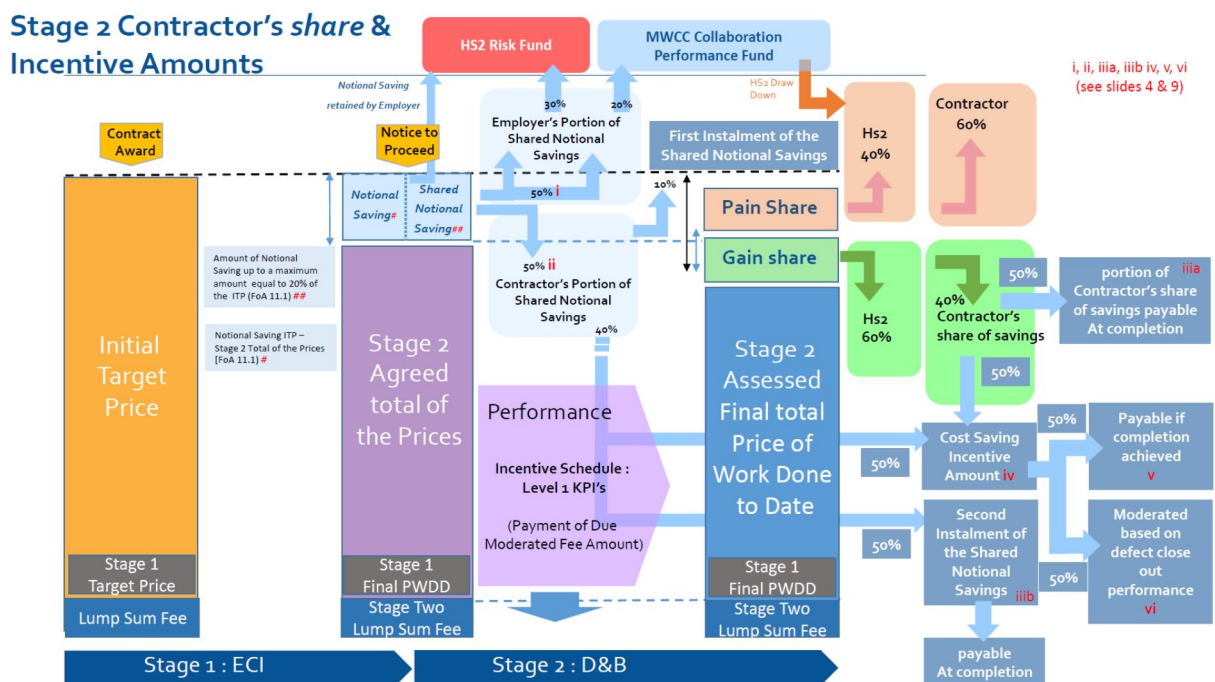 Stage 2 Contractor's share &
Incentive Amounts
HS2 Risk Fund
MWCC Collaboration
Performance Fund
i, ii, iiia, iiib iv, v, vi
(see slides 4 & 9)
Notional Saving
retained by Employer
HS2 Draw
Down
30%
20%
Employer's Portion of
Shared Notional
Savings
Contract
Award
Notice to
Proceed
First Instalment of the
Shared Notional Savings
Hs2
40%
Contractor
60%
Notional
Saving#
Shared
Notional
Saving##
50% i
10%
50% ii
Contractor's Portion of
Shared Notional
Savings
40%
Pain Share
Gain share
Hs2
60%
40%
Contractor's
share of savings
50%
portion of iiia
Contractor's share
of savings payable
At completion
50%
Amount of Notional
Saving up to a maximum
amount equal to 20% of
the ITP (FoA 11.1) ##
Notional Saving ITP –
Stage 2 Total of the Prices
[FoA 11.1) #
Initial
Target
Price
Stage 2
Agreed
total of
the Prices
Performance
Incentive Schedule :
Level 1 KPI's
(Payment of Due
Moderated Fee Amount)
Stage 2
Assessed
Final total
Price of
Work Done
to Date
50%
Cost Saving
Incentive
Amount iv
50%
Payable if
completion
achieved
v
50%
Second
Instalment of
the Shared
Notional
Savings iiib
50%
Moderated
based on
defect close
out
performance
vi
payable
At completion
Stage 1
Target Price
Lump Sum Fee
Stage 1
Final PWDD
Stage Two
Lump Sum Fee
Stage 1
Final PWDD
Stage Two
Lump Sum Fee
Stage 1 : ECI
Stage 2 : D&B